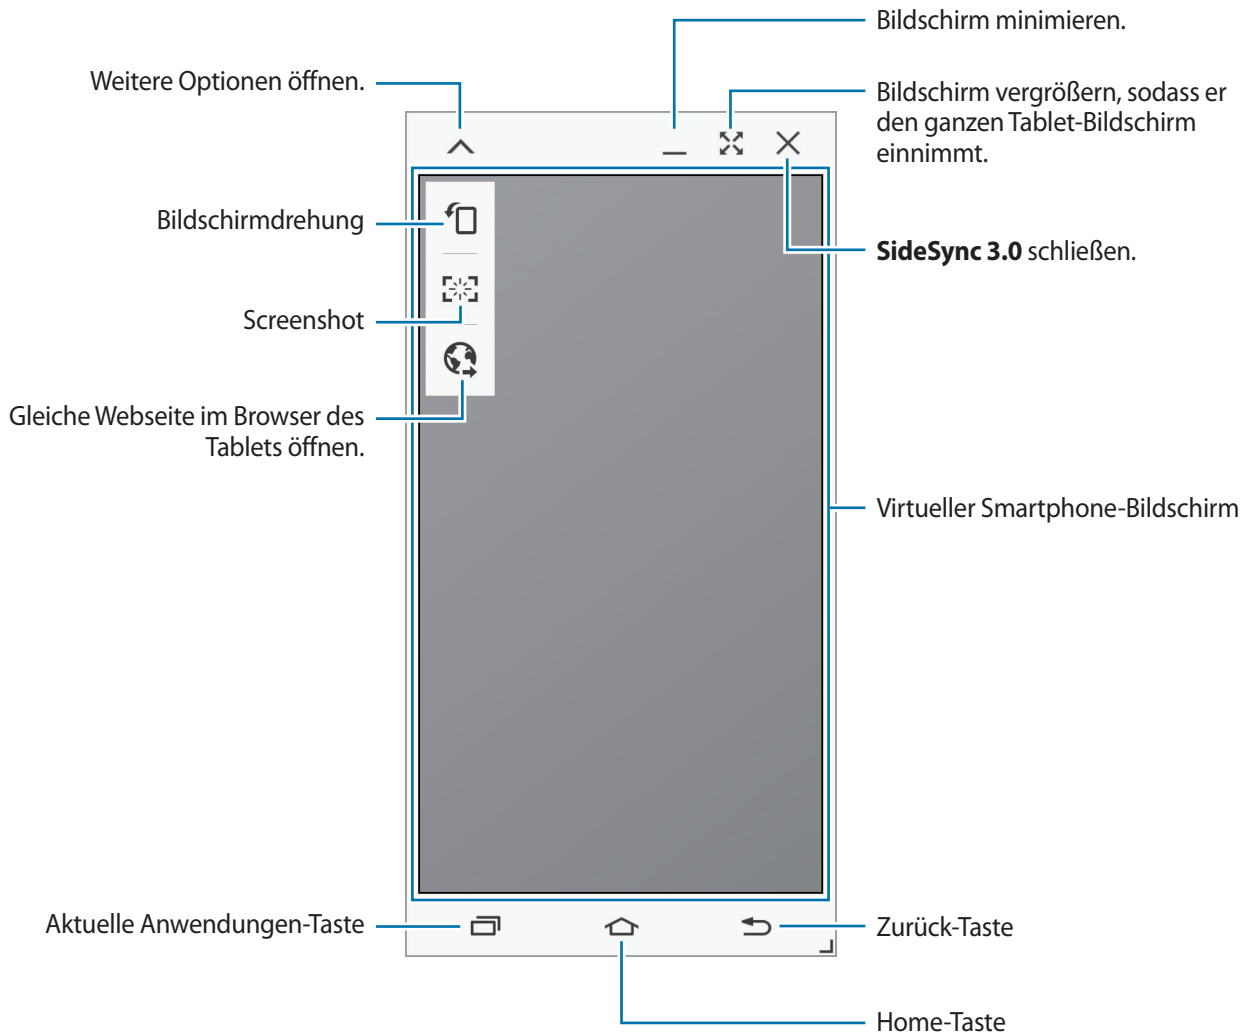 Bildschirm minimieren.
Weitere Optionen öffnen.
Bildschirm vergrößern, sodass er
den ganzen Tablet-Bildschirm
einnimmt.
Bildschirmdrehung
SideSync 3.0 schließen.
Screenshot
Gleiche Webseite im Browser des
Tablets öffnen.
Virtueller Smartphone-Bildschirm
Aktuelle Anwendungen-Taste
Zurück-Taste
Home-Taste